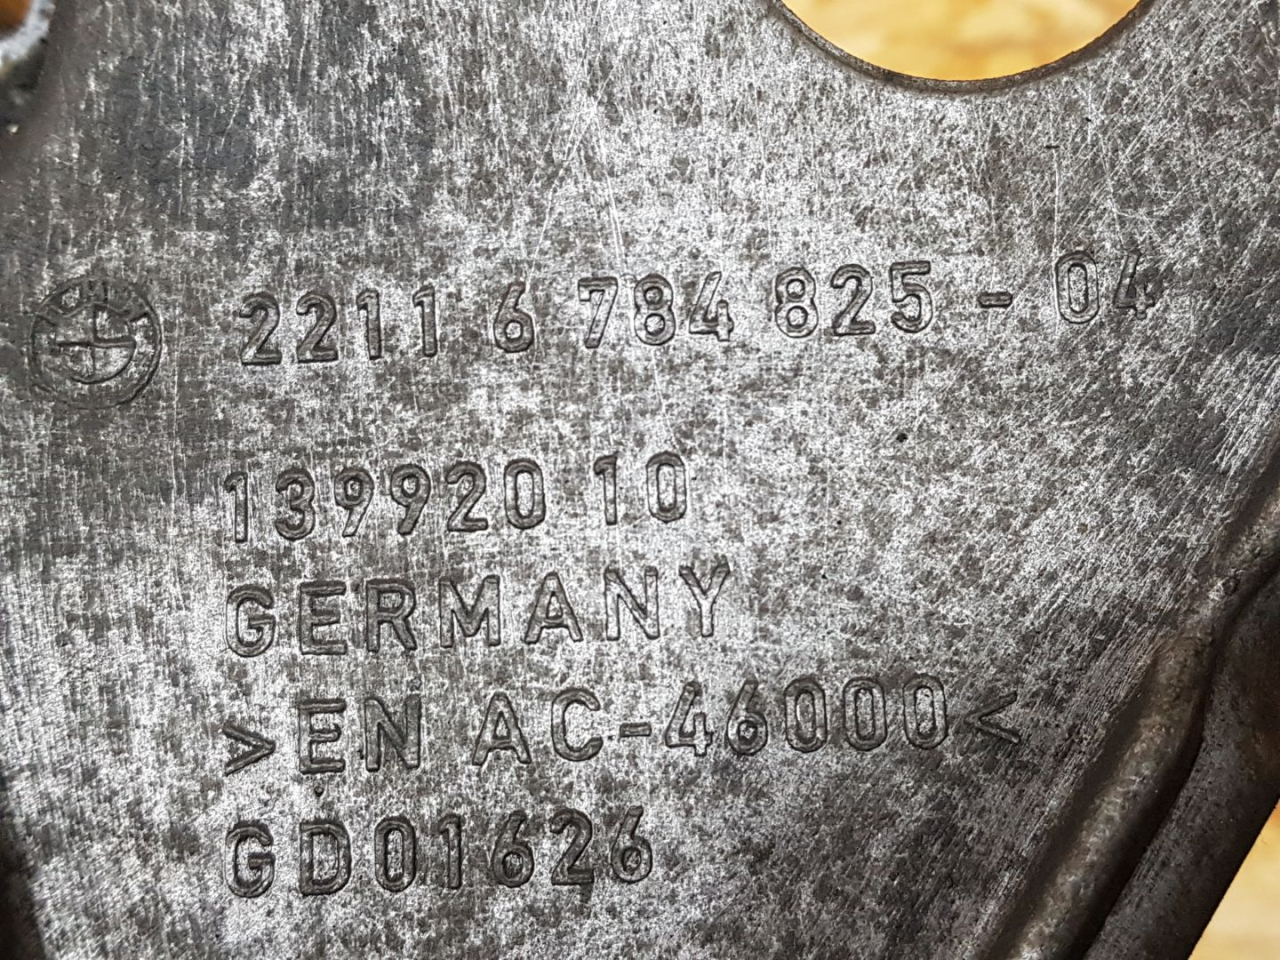 2211 6 784 825 - 04
139920 10
GERMANY
>EN AC-46000<
GD01626